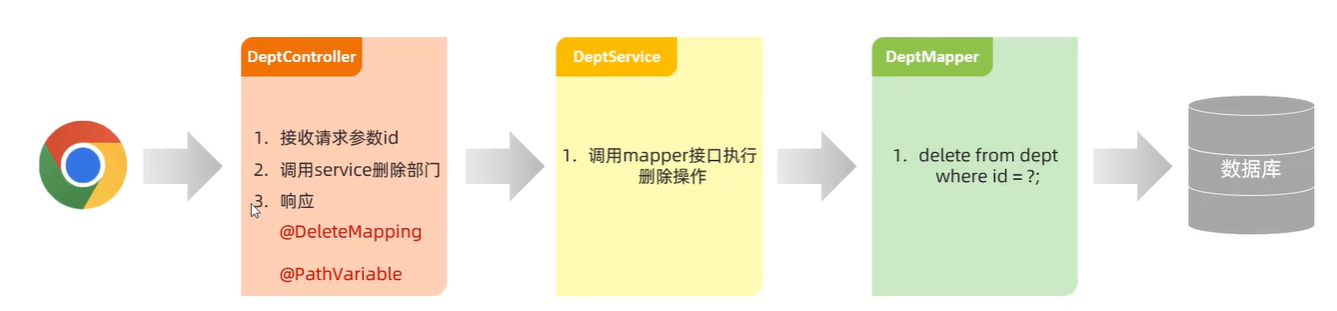 DeptController
1. 接收请求参数id
2. 调用service删除部门
3. 响应
@DeleteMapping
@PathVariable
DeptService
1. 调用mapper接口执行
删除操作
DeptMapper
1. delete from dept
where id = ?;
数据库